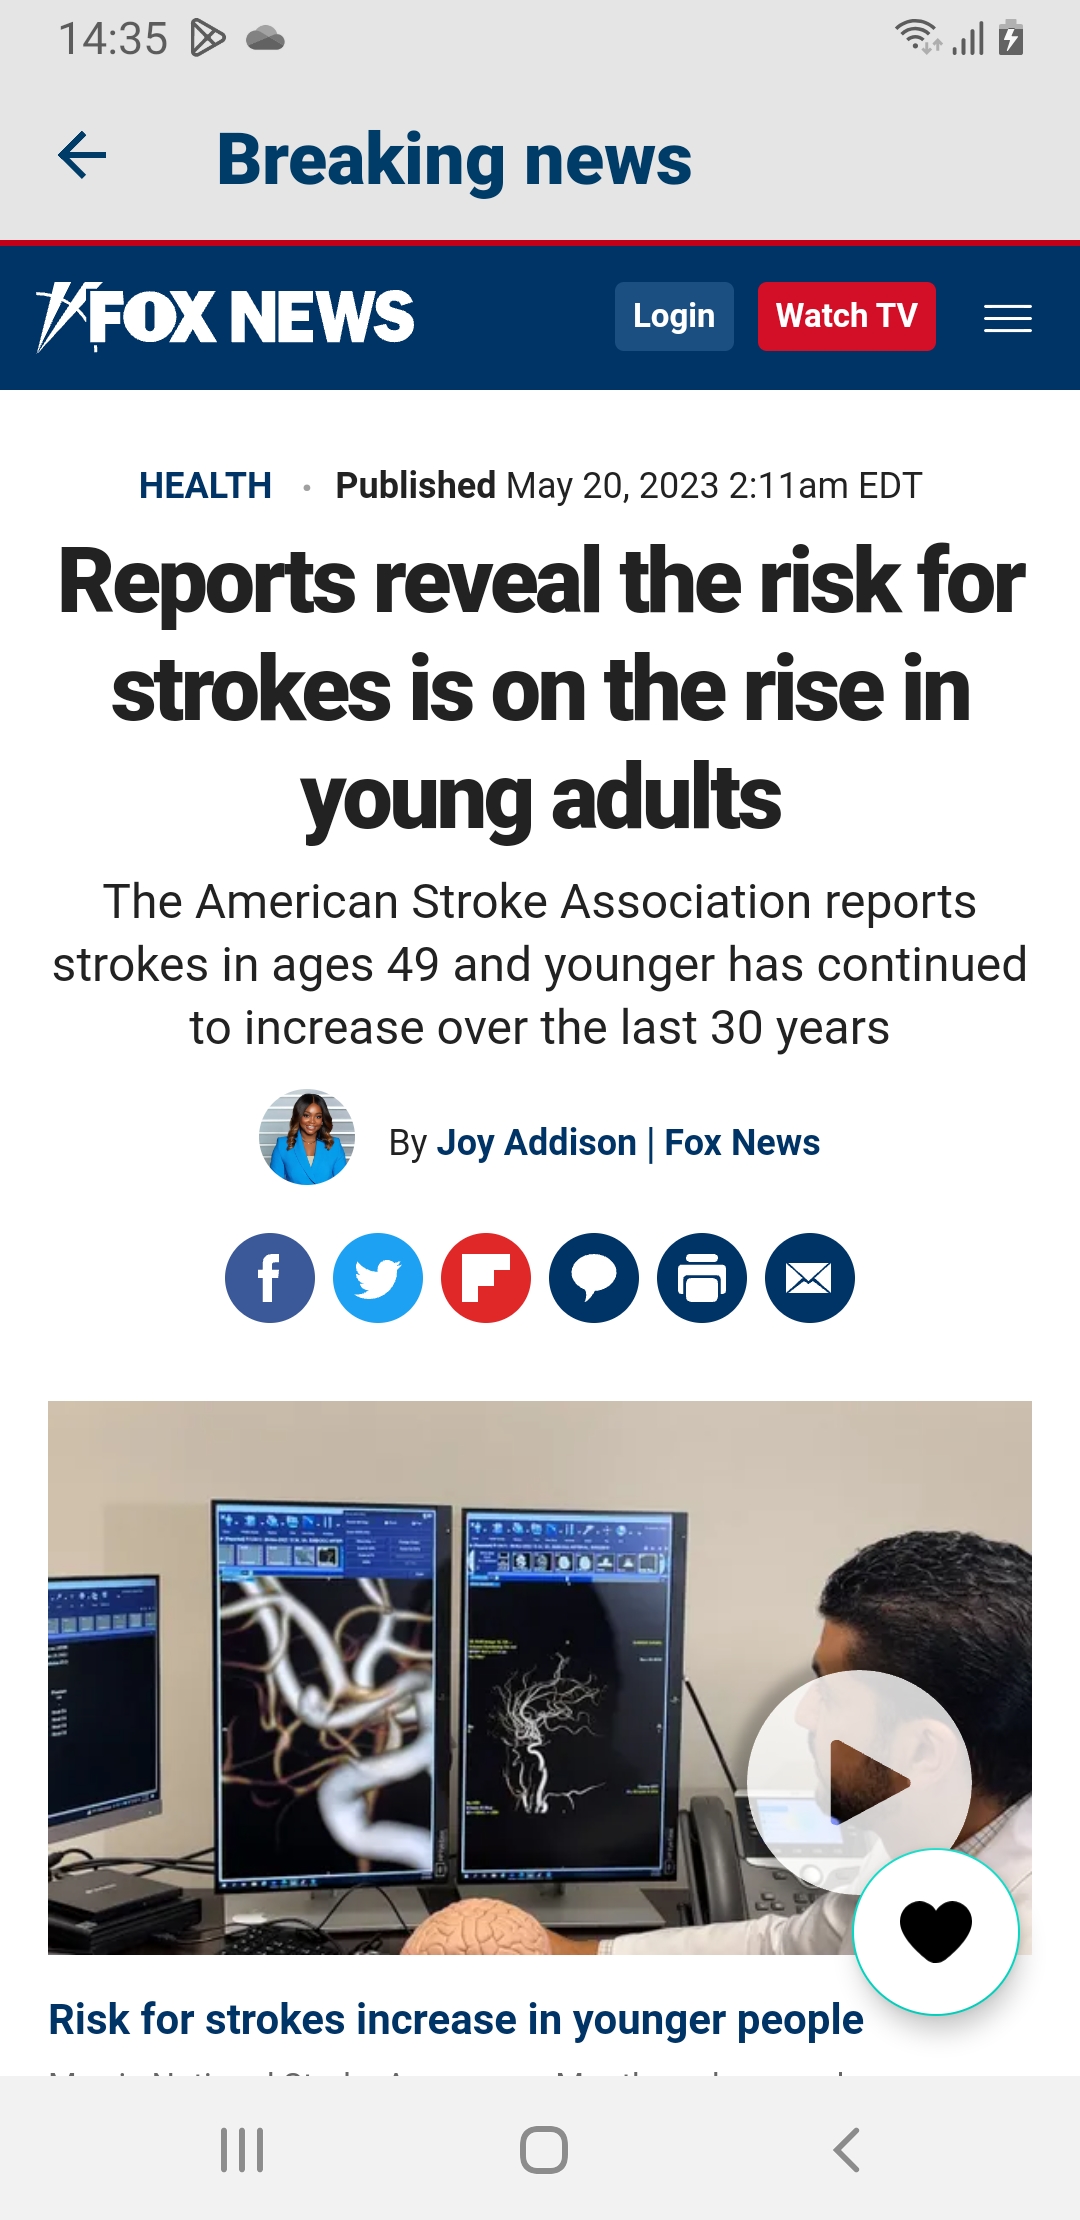 14:35
Breaking news
FOX NEWS
Login
Watch TV
HEALTH · Published May 20, 2023 2:11am EDT
Reports reveal the risk for
strokes is on the rise in
young adults
The American Stroke Association reports
strokes in ages 49 and younger has continued
to increase over the last 30 years
By Joy Addison | Fox News
Risk for strokes increase in younger people